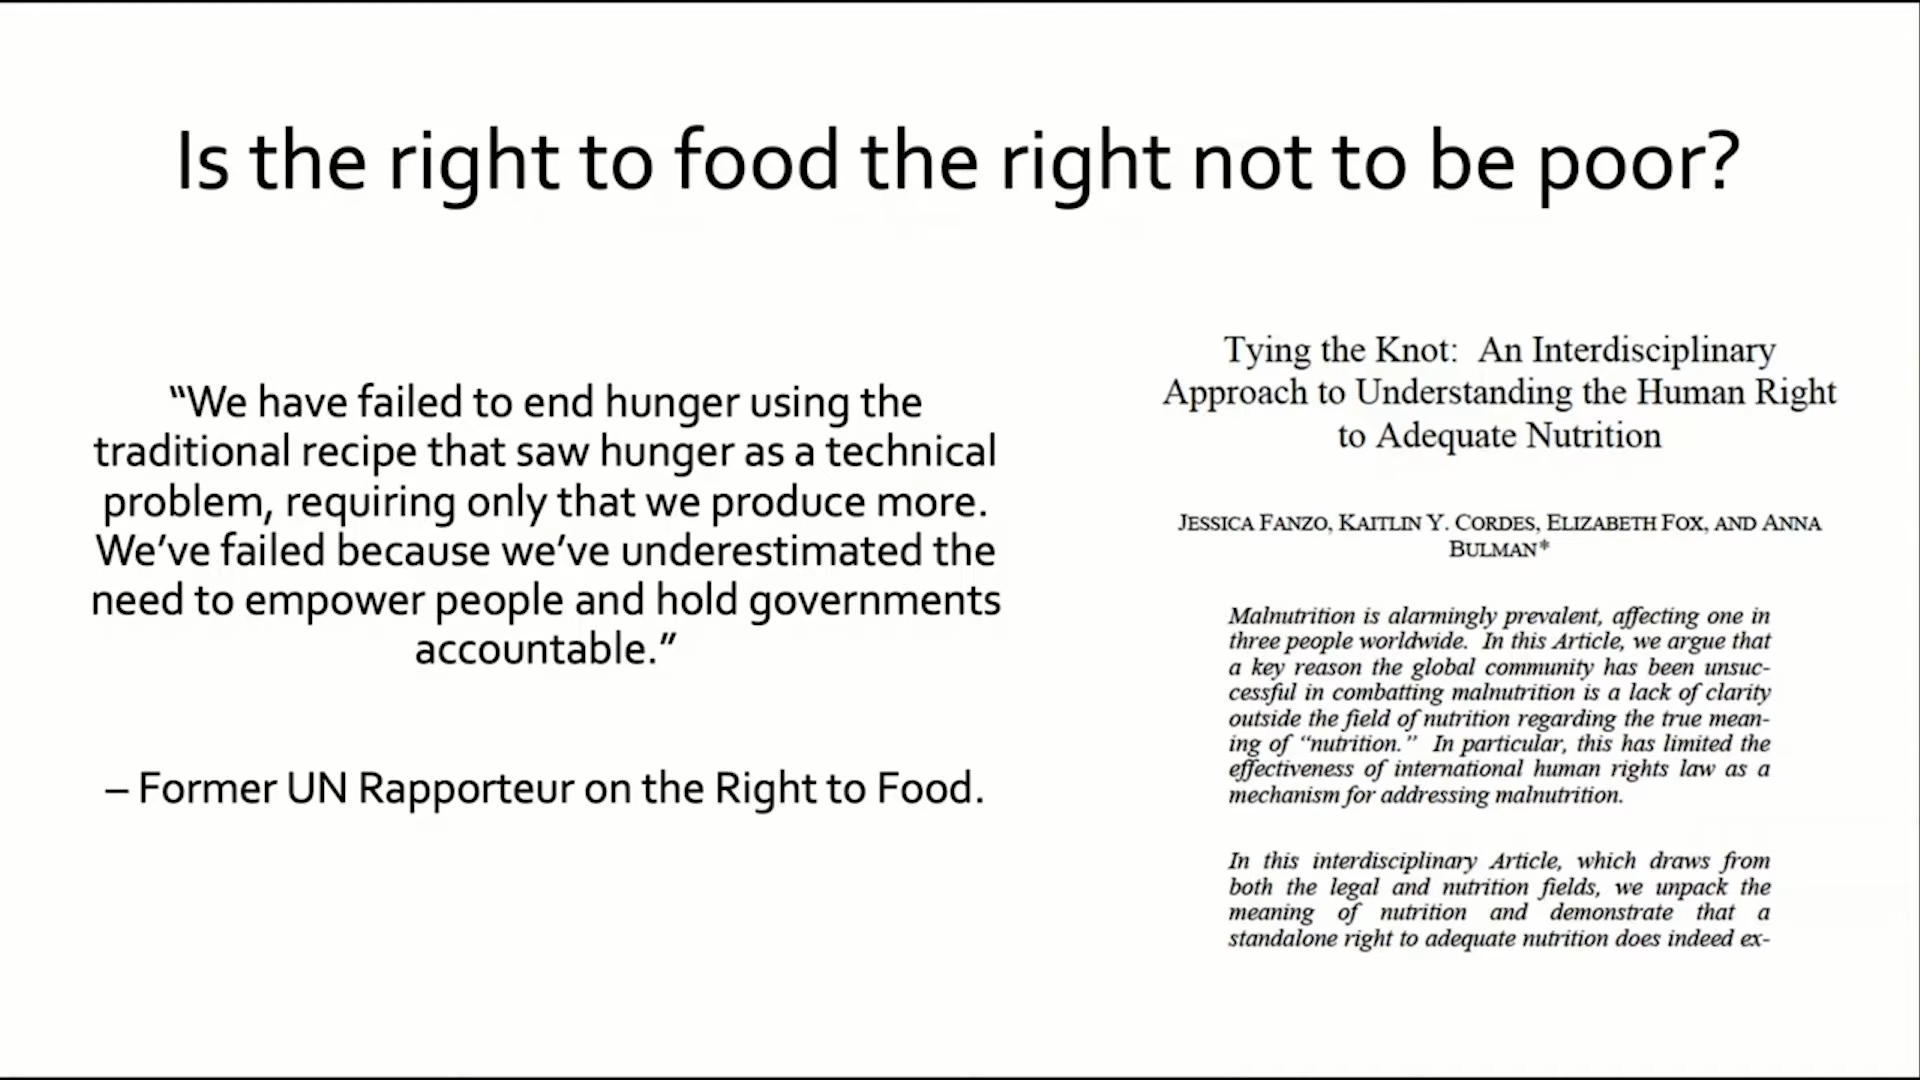 Is the right to food the right not to be poor?
“We have failed to end hunger using the
traditional recipe that saw hunger as a technical
problem, requiring only that we produce more.
We’ve failed because we’ve underestimated the
need to empower people and hold governments
accountable.”
– Former UN Rapporteur on the Right to Food.
Tying the Knot: An Interdisciplinary
Approach to Understanding the Human Right
to Adequate Nutrition
JESSICA FANZO, KAITLIN Y. CORDES, ELIZABETH FOX, AND ANNA
BULMAN*
Malnutrition is alarmingly prevalent, affecting one in
three people worldwide. In this Article, we argue that
a key reason the global community has been unsuc-
cessful in combatting malnutrition is a lack of clarity
outside the field of nutrition regarding the true mean-
ing of “nutrition.” In particular, this has limited the
effectiveness of international human rights law as a
mechanism for addressing malnutrition.
In this interdisciplinary Article, which draws from
both the legal and nutrition fields, we unpack the
meaning of nutrition and demonstrate that a
standalone right to adequate nutrition does indeed ex-